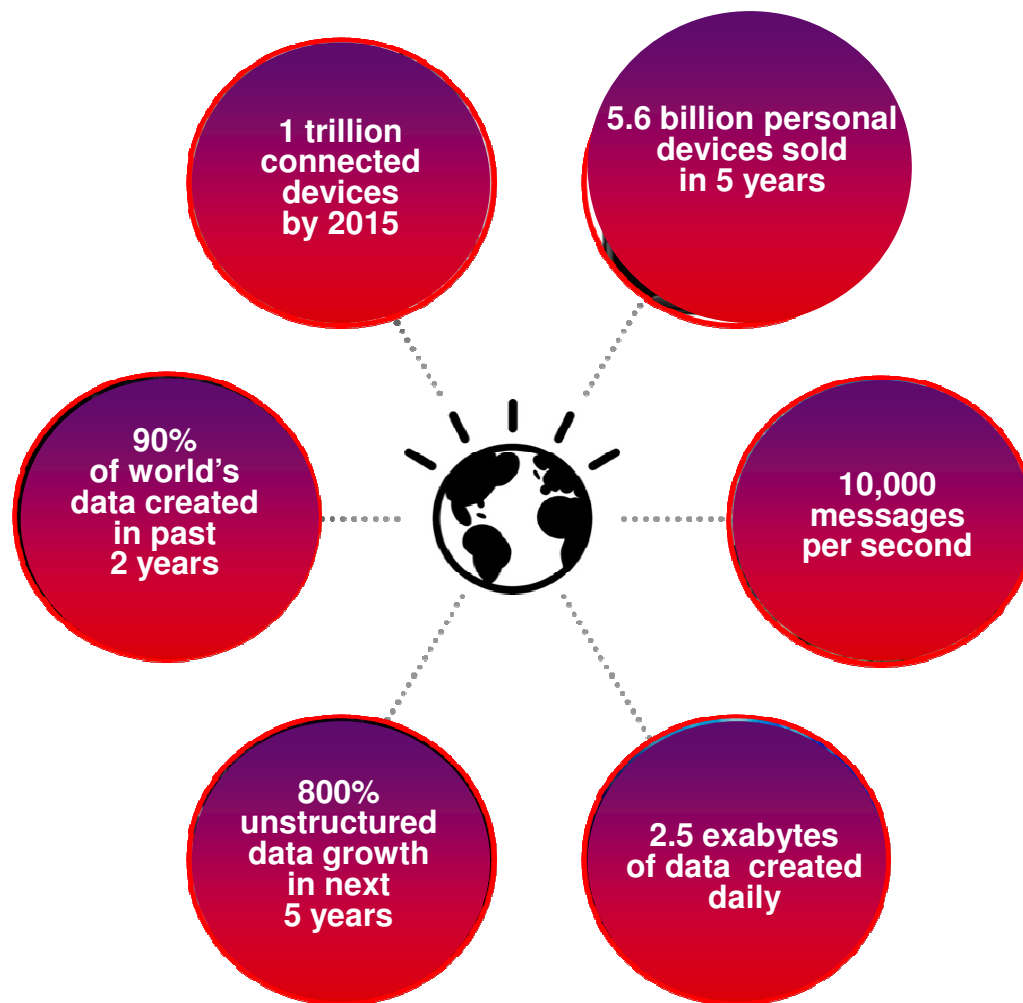 1 trillion
connected
devices
by 2015
5.6 billion personal
devices sold
in 5 years
90%
of world’s
data created
in past
2 years
10,000
messages
per second
800%
unstructured
data growth
in next
5 years
2.5 exabytes
of data  created
daily